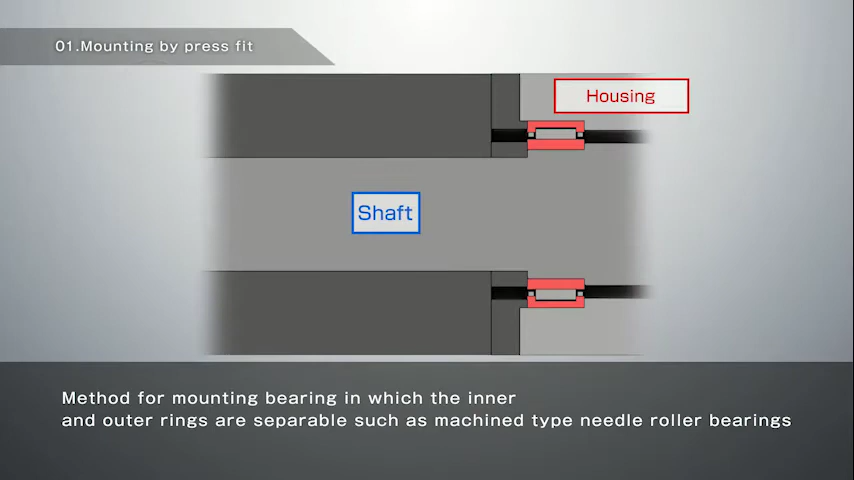 01.Mounting by press fit
Housing
Shaft
Method for mounting bearing in which the inner
and outer rings are separable such as machined type needle roller bearings